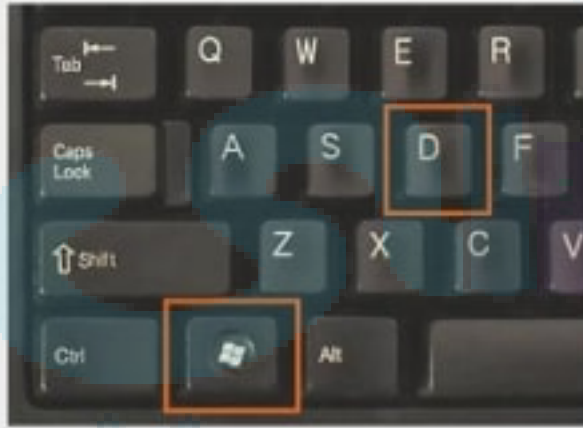 Tab Q W E R
Caps
Lock
A S D F
Shift Z X C V
Ctrl Alt